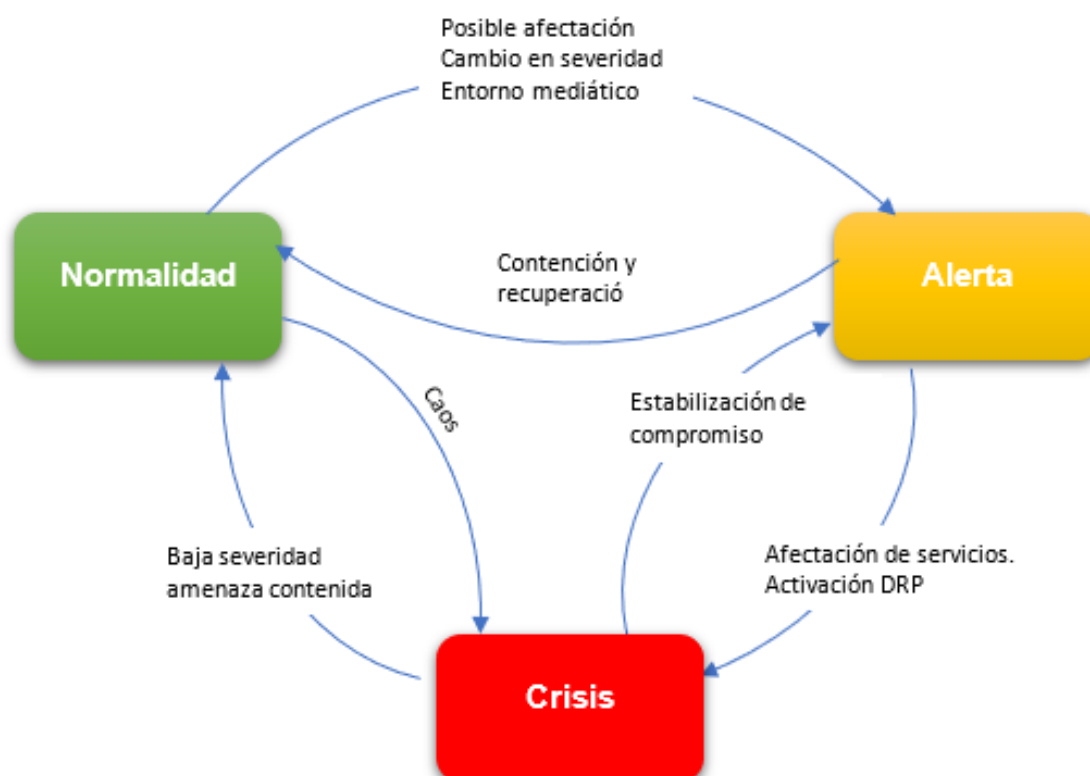 Posible afectación
Cambio en severidad
Entorno mediático
Normalidad
Contención y
recuperació
Alerta
Caos
Estabilización de
compromiso
Baja severidad
amenaza contenida
Afectación de servicios.
Activación DRP
Crisis